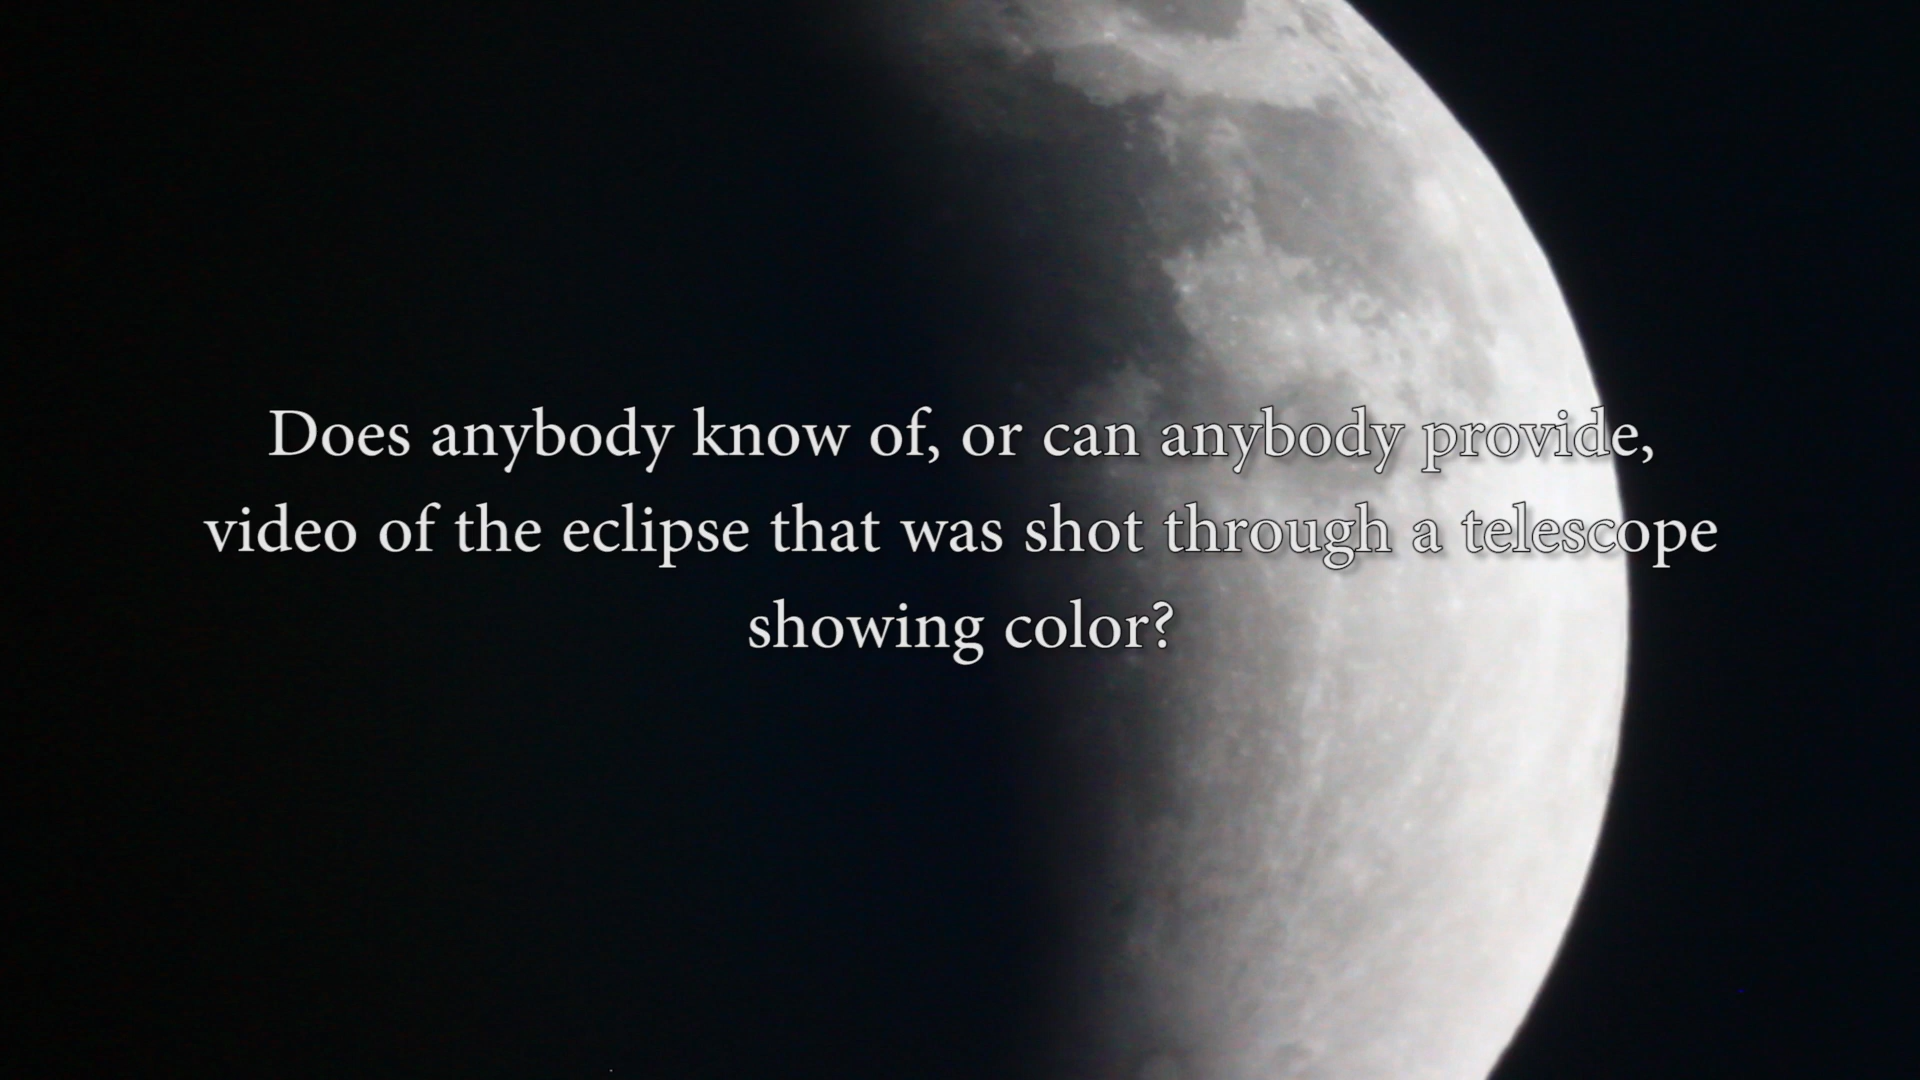 Does anybody know of, or can anybody provide,
video of the eclipse that was shot through a telescope
showing color?